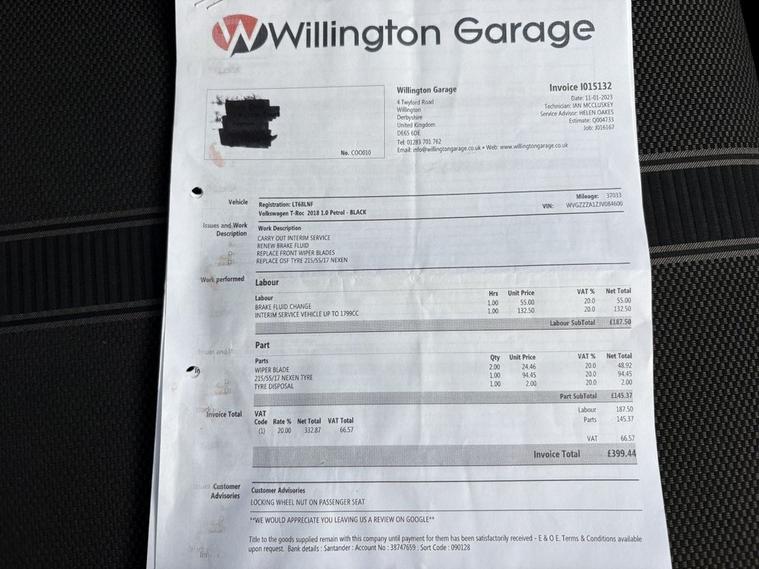 Willington Garage
Willington Garage
4 Twyford Road
Willington
Derbyshire
United Kingdom
DE65 6DE
Tel: 01283 701 762
Email: info@willingtongarage.co.uk • Web: www.willingtongarage.co.uk
Invoice I015132
Date: 11-01-2023
Technician: IAN MCCLUSKEY
Service Advisor: HELEN OAKES
Estimate: Q004733
Job: J016167
No. COO010
Vehicle
Registration: LT68LNF
Volkswagen T-Roc 2018 1.0 Petrol - BLACK
Mileage: 37033
VIN: WVGZZZA1ZJV084606
Issues and Work Description
Work Description
CARRY OUT INTERIM SERVICE
RENEW BRAKE FLUID
REPLACE FRONT WIPER BLADES
REPLACE OSF TYRE 215/55/17 NEXEN
Work performed
Labour
Labour Hrs Unit Price VAT % Net Total
BRAKE FLUID CHANGE 1.00 55.00 20.0 55.00
INTERIM SERVICE VEHICLE UP TO 1799CC 1.00 132.50 20.0 132.50
Labour SubTotal £187.50
Part
Parts Qty Unit Price VAT % Net Total
WIPER BLADE 2.00 24.46 20.0 48.92
215/55/17 NEXEN TYRE 1.00 94.45 20.0 94.45
TYRE DISPOSAL 1.00 2.00 20.0 2.00
Part SubTotal £145.37
Invoice Total
VAT
Code Rate % Net Total VAT Total
(1) 20.00 332.87 66.57
Labour 187.50
Parts 145.37
VAT 66.57
Invoice Total £399.44
Customer Advisories
Customer Advisories
LOCKING WHEEL NUT ON PASSENGER SEAT
**WE WOULD APPRECIATE YOU LEAVING US A REVIEW ON GOOGLE**
Title to the goods supplied remain with this company until payment for them has been satisfactorily received - E & O E. Terms & Conditions available
upon request. Bank details : Santander : Account No : 38747659 : Sort Code : 090128